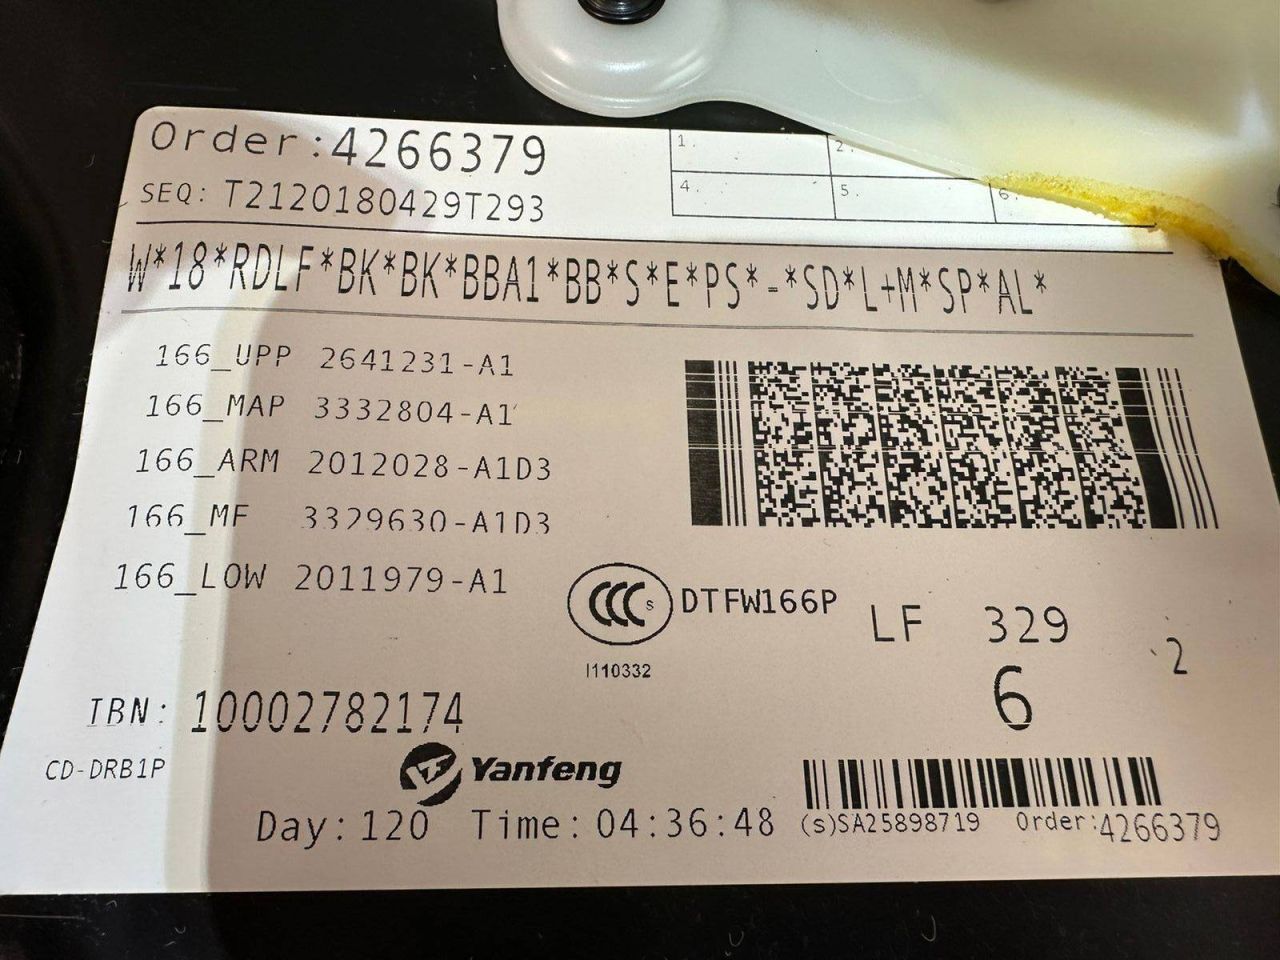 Order:4266379
1. 2.
SEQ: T2120180429T293
4. 5. 6.
W*18*RDLF*BK*BK*BBA1*BB*S*E*PS*-*SD*L+M*SP*AL*
166_UPP 2641231-A1
166_MAP 3332804-A1
166_ARM 2012028-A1D3
166_MF 3329630-A1D3
166_LOW 2011979-A1
CCC S DTFW166P LF 329
I110332
6 2
TBN: 10002782174
CD-DRB1P
Yanfeng
Day:120 Time:04:36:48 (s)SA25898719 Order:4266379